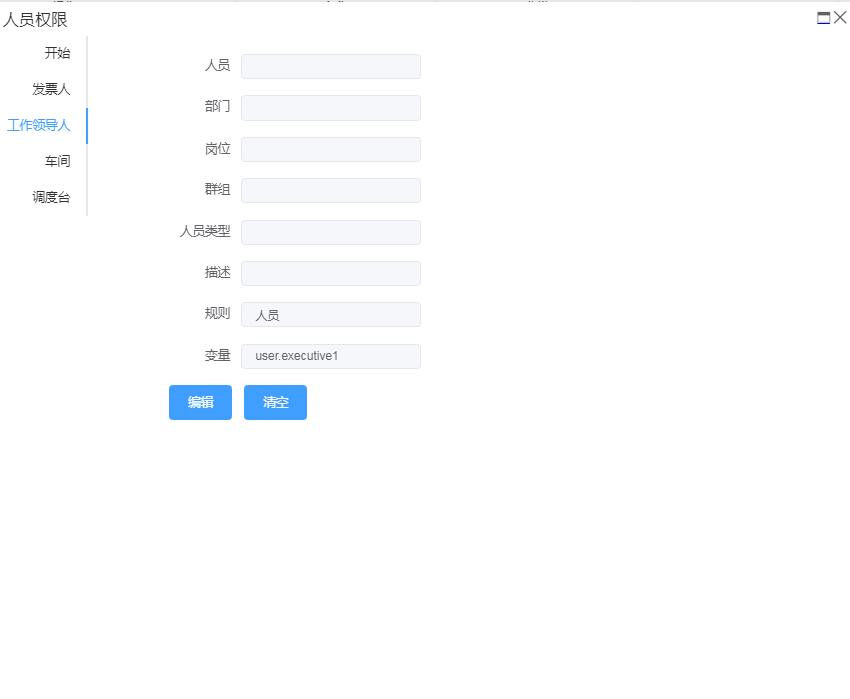 人员权限
开始
发票人
工作领导人
车间
调度台
人员
部门
岗位
群组
人员类型
描述
规则 人员
变量 user.executive1
编辑 清空